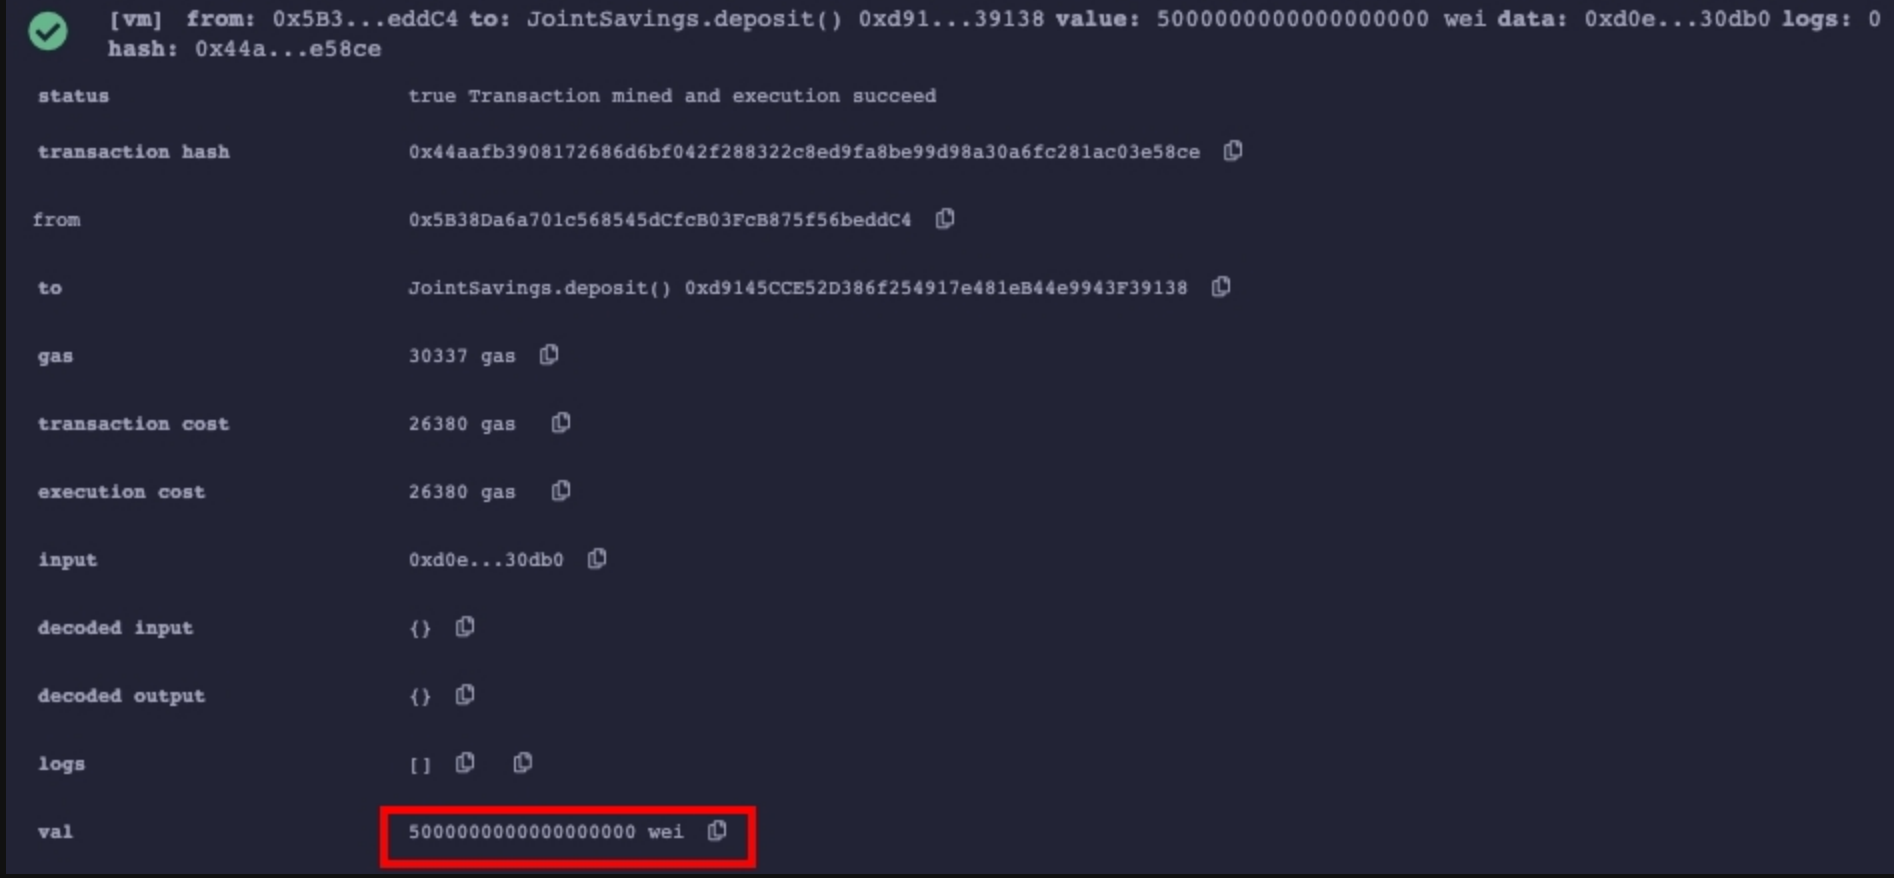 [vm] from: 0x5B3...eddC4 to: JointSavings.deposit() 0xd91...39138 value: 5000000000000000000 wei data: 0xd0e...30db0 logs: 0
hash: 0x44a...e58ce
status true Transaction mined and execution succeed
transaction hash 0x44aafb3908172686d6bf042f288322c8ed9fa8be99d98a30a6fc281ac03e58ce
from 0x5B38Da6a701c568545dCfcB03FcB875f56beddC4
to JointSavings.deposit() 0xd9145CCE52D386f254917e481eB44e9943F39138
gas 30337 gas
transaction cost 26380 gas
execution cost 26380 gas
input 0xd0e...30db0
decoded input {}
decoded output {}
logs []
val 5000000000000000000 wei